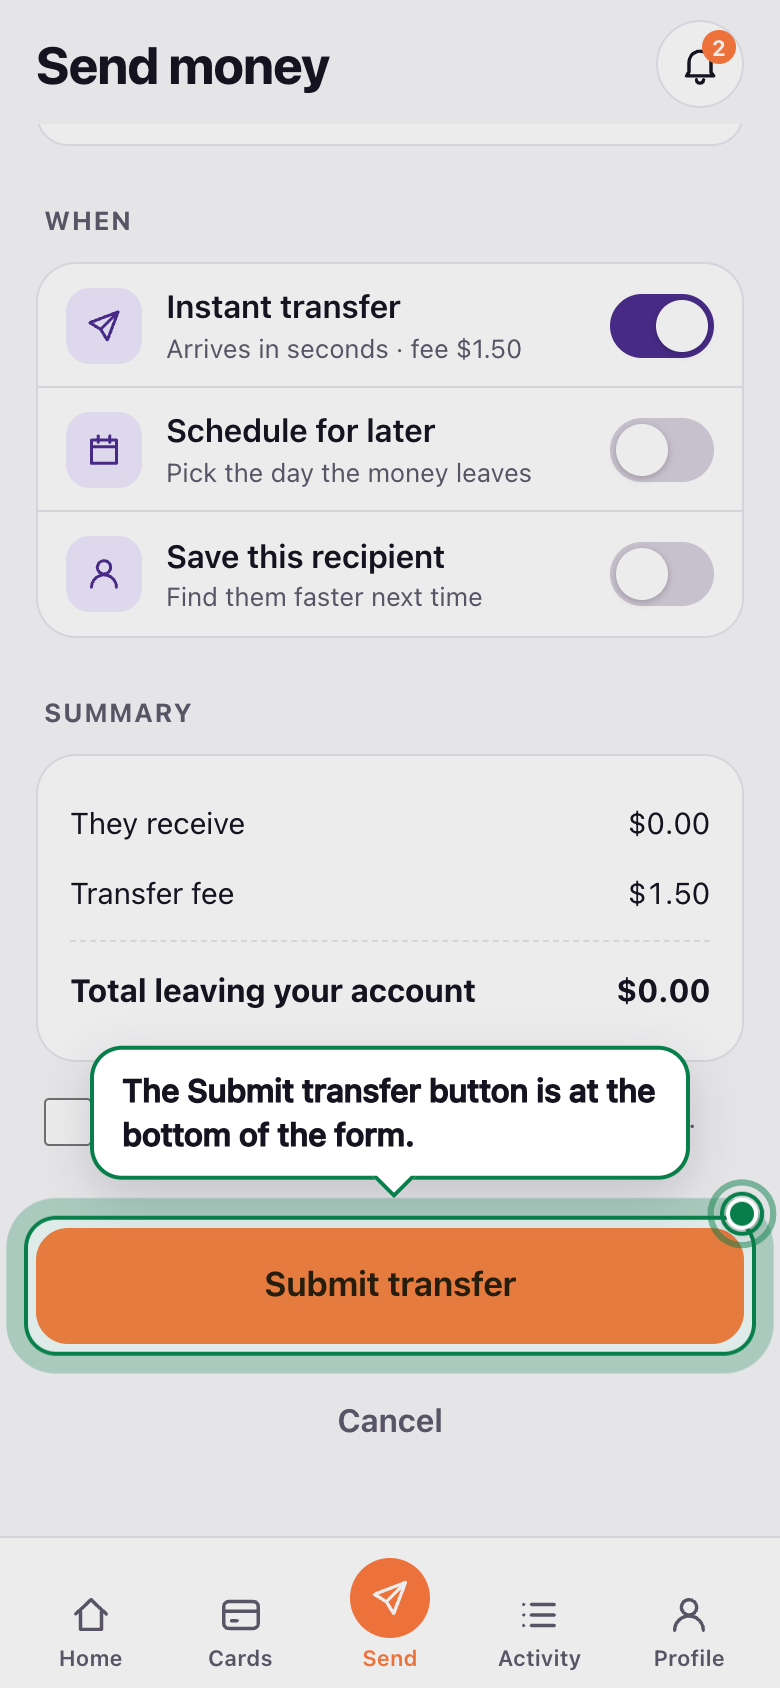 Send money
2
WHEN
Instant transfer
Arrives in seconds · fee $1.50
Schedule for later
Pick the day the money leaves
Save this recipient
Find them faster next time
SUMMARY
They receive $0.00
Transfer fee $1.50
Total leaving your account $0.00
The Submit transfer button is at the
bottom of the form.
Submit transfer
Cancel
Home Cards Send Activity Profile